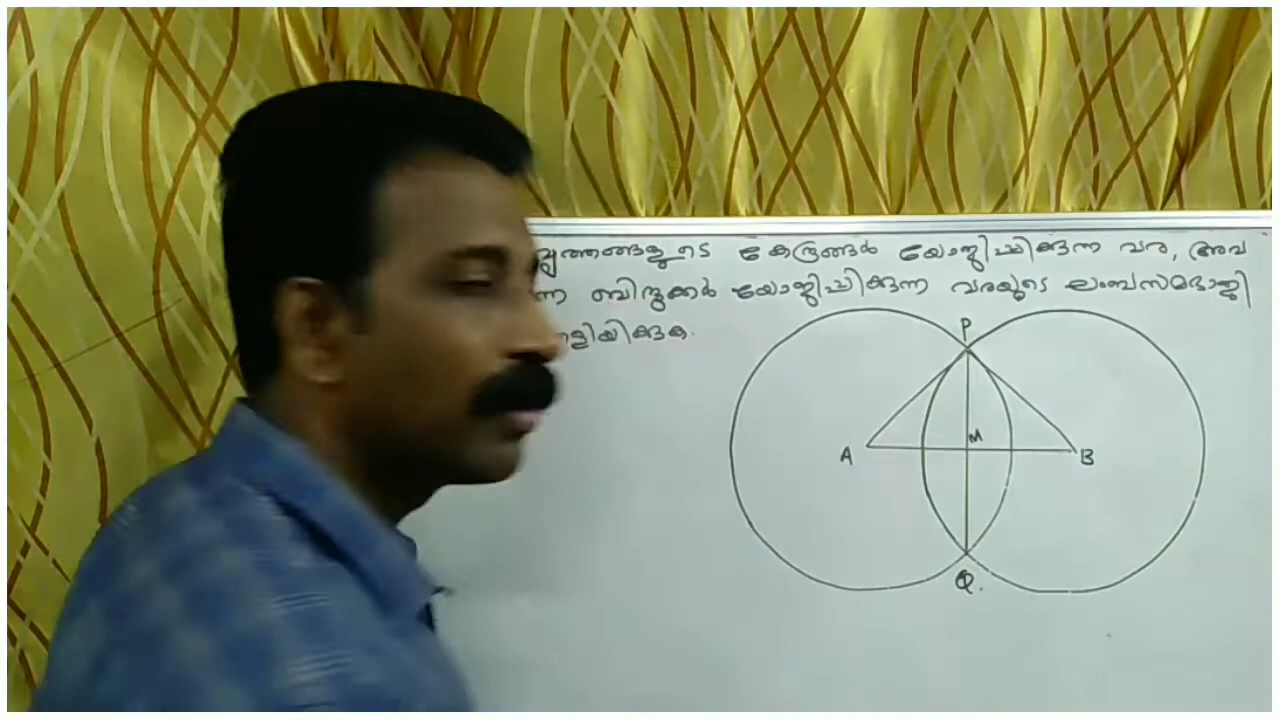 വൃത്തങ്ങളുടെ കേന്ദ്രങ്ങൾ യോജിപ്പിക്കുന്ന വര, അവ
ബിന്ദുക്കൾ യോജിപ്പിക്കുന്ന വരയുടെ ലംബസമഭാജി
P
A
M
B
Q.